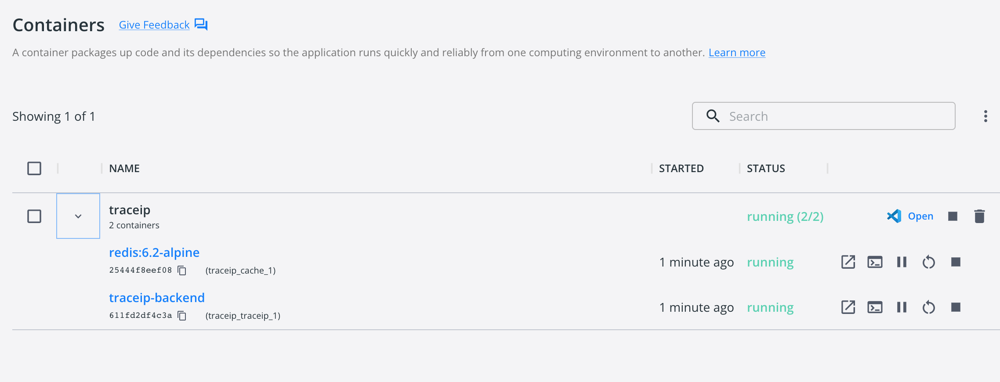 Containers Give Feedback
A container packages up code and its dependencies so the application runs quickly and reliably from one computing environment to another. Learn more
Showing 1 of 1
Search
NAME STARTED STATUS
traceip
2 containers
running (2/2) Open
redis:6.2-alpine
25444f8eef08 (traceip_cache_1)
1 minute ago running
traceip-backend
611fd2df4c3a (traceip_traceip_1)
1 minute ago running